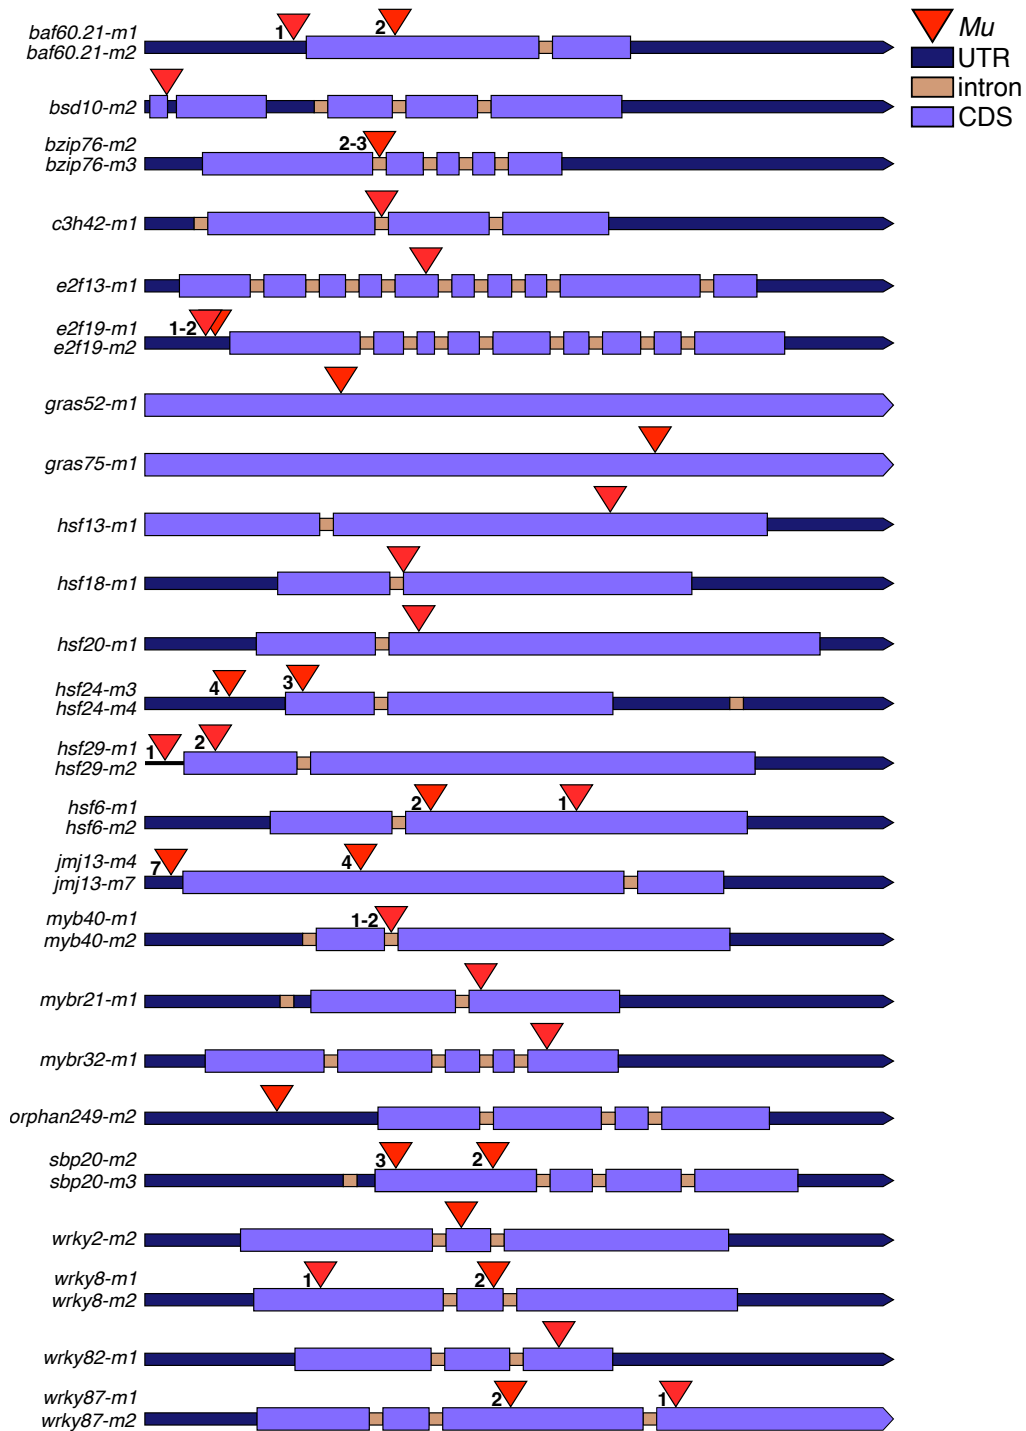 baf60.21-m1
baf60.21-m2
1
2
Mu
UTR
intron
CDS
bsd10-m2
bzip76-m2
bzip76-m3
2-3
c3h42-m1
e2f13-m1
e2f19-m1
e2f19-m2
1-2
gras52-m1
gras75-m1
hsf13-m1
hsf18-m1
hsf20-m1
hsf24-m3
hsf24-m4
4
3
hsf29-m1
hsf29-m2
1
2
hsf6-m1
hsf6-m2
2
1
jmj13-m4
jmj13-m7
7
4
myb40-m1
myb40-m2
1-2
mybr21-m1
mybr32-m1
orphan249-m2
sbp20-m2
sbp20-m3
3
2
wrky2-m2
wrky8-m1
wrky8-m2
1
2
wrky82-m1
wrky87-m1
wrky87-m2
2
1